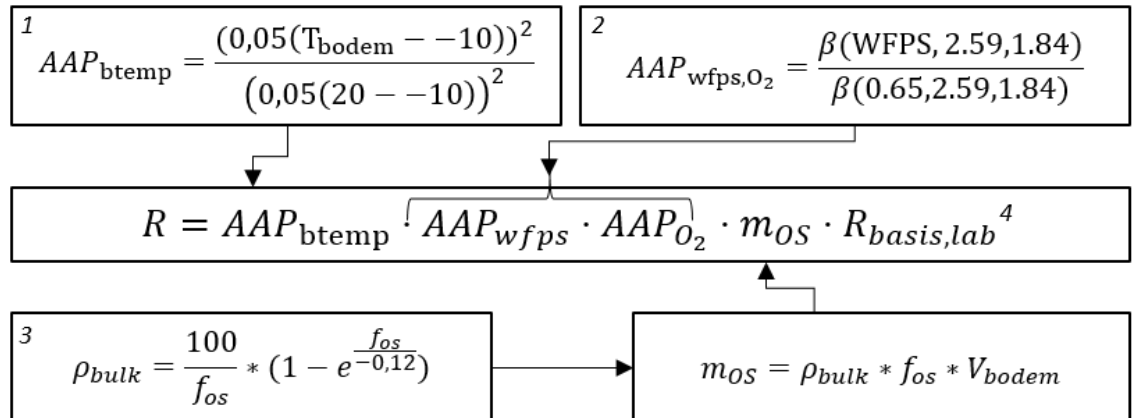 1
AAP_btemp = (0,05(T_bodem − −10))² / (0,05(20 − −10))²
2
AAP_wfps,O₂ = β(WFPS, 2.59,1.84) / β(0.65,2.59,1.84)
R = AAP_btemp · AAP_wfps · AAP_O₂ · m_OS · R_basis,lab ⁴
3
ρ_bulk = 100 / f_os * (1 − e^(f_os / −0,12))
m_OS = ρ_bulk * f_os * V_bodem